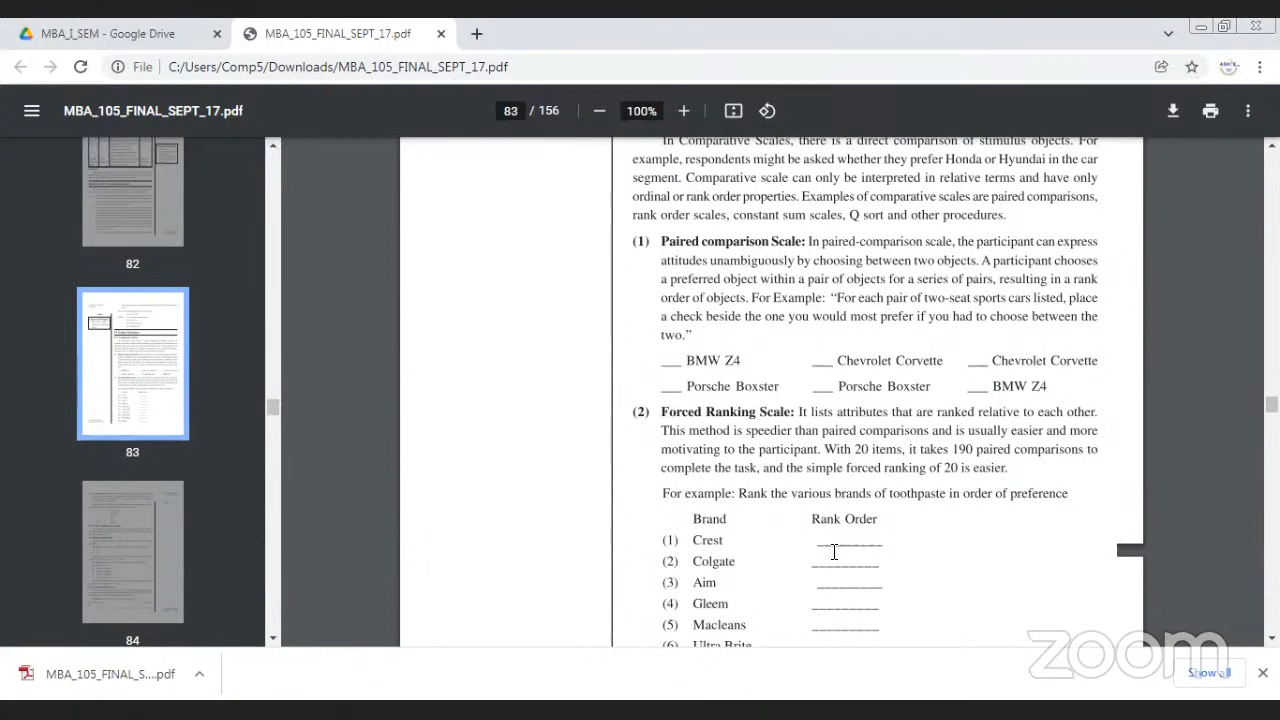 MBA_I_SEM - Google Drive
MBA_105_FINAL_SEPT_17.pdf
File
C:/Users/Comp5/Downloads/MBA_105_FINAL_SEPT_17.pdf
MBA_105_FINAL_SEPT_17.pdf
83 / 156
100%
82
83
84
In Comparative Scales, there is a direct comparison of stimulus objects. For
example, respondents might be asked whether they prefer Honda or Hyundai in the car
segment. Comparative scale can only be interpreted in relative terms and have only
ordinal or rank order properties. Examples of comparative scales are paired comparisons,
rank order scales, constant sum scales, Q sort and other procedures.
(1) Paired comparison Scale: In paired-comparison scale, the participant can express
attitudes unambiguously by choosing between two objects. A participant chooses
a preferred object within a pair of objects for a series of pairs, resulting in a rank
order of objects. For Example: “For each pair of two-seat sports cars listed, place
a check beside the one you would most prefer if you had to choose between the
two.”
___ BMW Z4 ___ Chevrolet Corvette ___ Chevrolet Corvette
___ Porsche Boxster ___ Porsche Boxster ___ BMW Z4
(2) Forced Ranking Scale: It lists attributes that are ranked relative to each other.
This method is speedier than paired comparisons and is usually easier and more
motivating to the participant. With 20 items, it takes 190 paired comparisons to
complete the task, and the simple forced ranking of 20 is easier.
For example: Rank the various brands of toothpaste in order of preference
Brand Rank Order
(1) Crest _________
(2) Colgate _________
(3) Aim _________
(4) Gleem _________
(5) Macleans _________
(6) Ultra Brite
zoom
MBA_105_FINAL_S....pdf
Show all